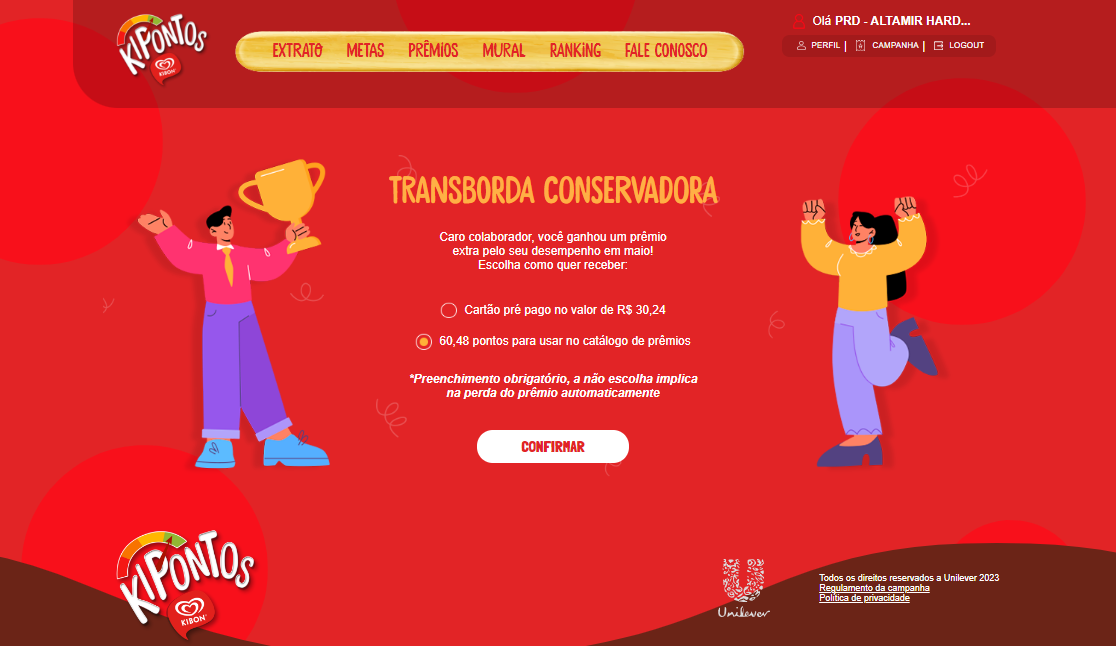 KIPONTOS
KIBON
EXTRATO METAS PRÊMIOS MURAL RANKING FALE CONOSCO
Olá PRD - ALTAMIR HARD...
PERFIL | CAMPANHA | LOGOUT
TRANSBORDA CONSERVADORA
Caro colaborador, você ganhou um prêmio
extra pelo seu desempenho em maio!
Escolha como quer receber:
Cartão pré pago no valor de R$ 30,24
60,48 pontos para usar no catálogo de prêmios
*Preenchimento obrigatório, a não escolha implica
na perda do prêmio automaticamente
CONFIRMAR
KIPONTOS
KIBON
Unilever
Todos os direitos reservados a Unilever 2023
Regulamento da campanha
Política de privacidade